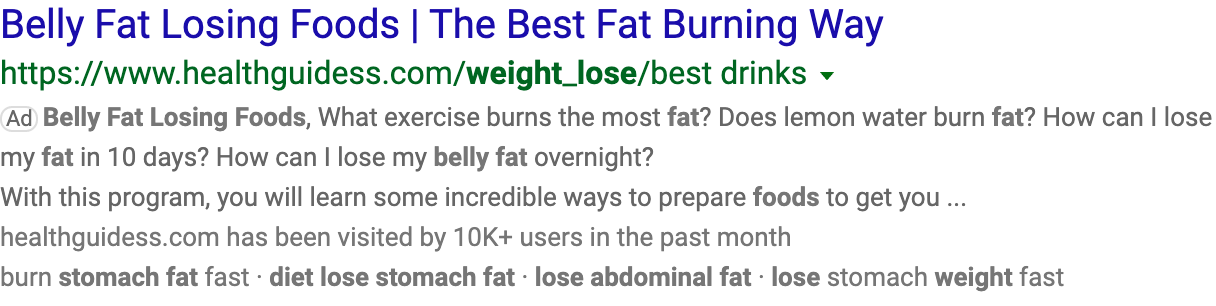 Belly Fat Losing Foods | The Best Fat Burning Way
https://www.healthguidess.com/weight_lose/best drinks
Ad Belly Fat Losing Foods, What exercise burns the most fat? Does lemon water burn fat? How can I lose
my fat in 10 days? How can I lose my belly fat overnight?
With this program, you will learn some incredible ways to prepare foods to get you ...
healthguidess.com has been visited by 10K+ users in the past month
burn stomach fat fast · diet lose stomach fat · lose abdominal fat · lose stomach weight fast